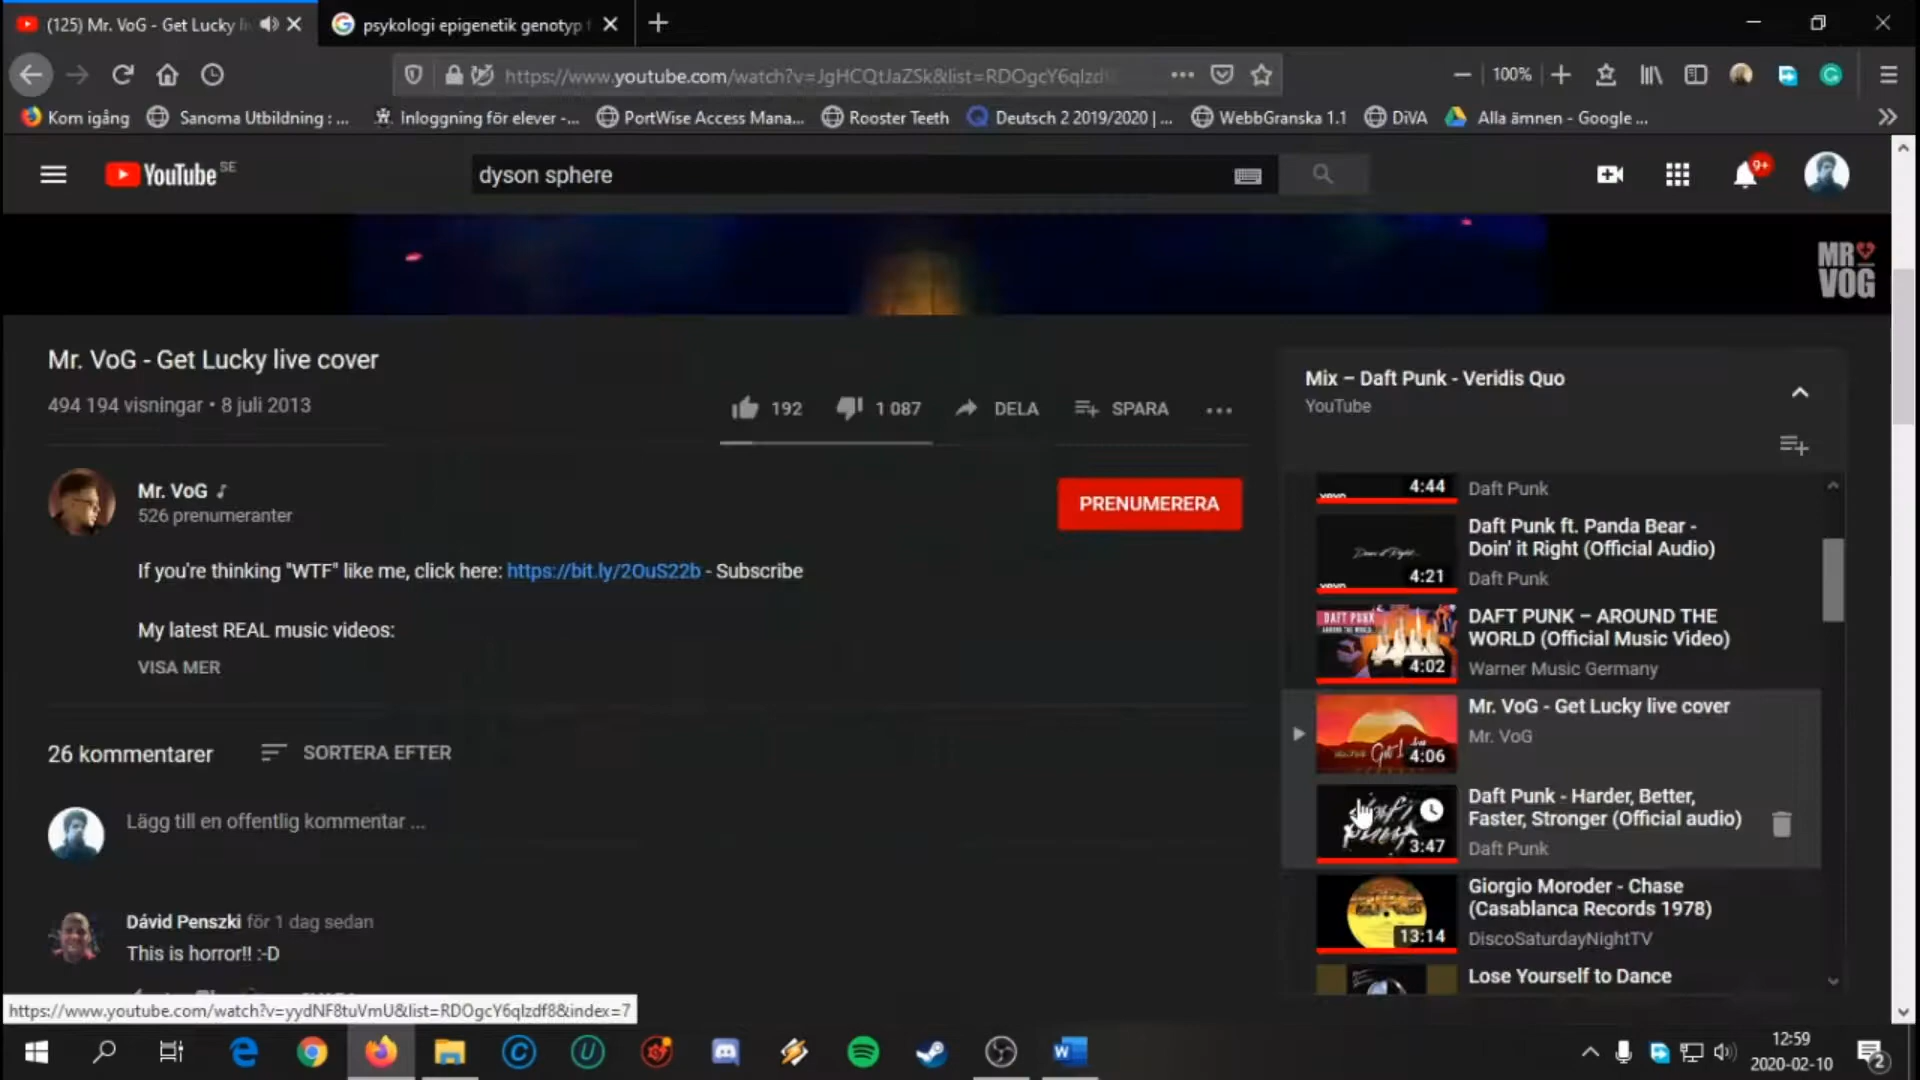 (125) Mr. VoG - Get Lucky li
psykologi epigenetik genotyp f
https://www.youtube.com/watch?v=JgHCQtJaZSk&list=RDOgcY6qIzd
100%
Kom igång
Sanoma Utbildning : ...
Inloggning för elever -...
PortWise Access Mana...
Rooster Teeth
Deutsch 2 2019/2020 | ...
WebbGranska 1.1
DiVA
Alla ämnen - Google ...
YouTube SE
dyson sphere
9+
MR
VOG
Mr. VoG - Get Lucky live cover
494 194 visningar • 8 juli 2013
192
1 087
DELA
SPARA
Mr. VoG
526 prenumeranter
PRENUMERERA
If you're thinking "WTF" like me, click here: https://bit.ly/2OuS22b - Subscribe
My latest REAL music videos:
VISA MER
26 kommentarer
SORTERA EFTER
Lägg till en offentlig kommentar ...
Dávid Penszki för 1 dag sedan
This is horror!! :-D
Mix – Daft Punk - Veridis Quo
YouTube
4:44
Daft Punk
Daft Punk ft. Panda Bear -
Doin' it Right (Official Audio)
4:21
Daft Punk
DAFT PUNK
AROUND THE WORLD
4:02
DAFT PUNK – AROUND THE
WORLD (Official Music Video)
Warner Music Germany
4:06
Mr. VoG - Get Lucky live cover
Mr. VoG
3:47
Daft Punk - Harder, Better,
Faster, Stronger (Official audio)
Daft Punk
13:14
Giorgio Moroder - Chase
(Casablanca Records 1978)
DiscoSaturdayNightTV
Lose Yourself to Dance
https://www.youtube.com/watch?v=yydNF8tuVmU&list=RDOgcY6qIzdf8&index=7
12:59
2020-02-10
2